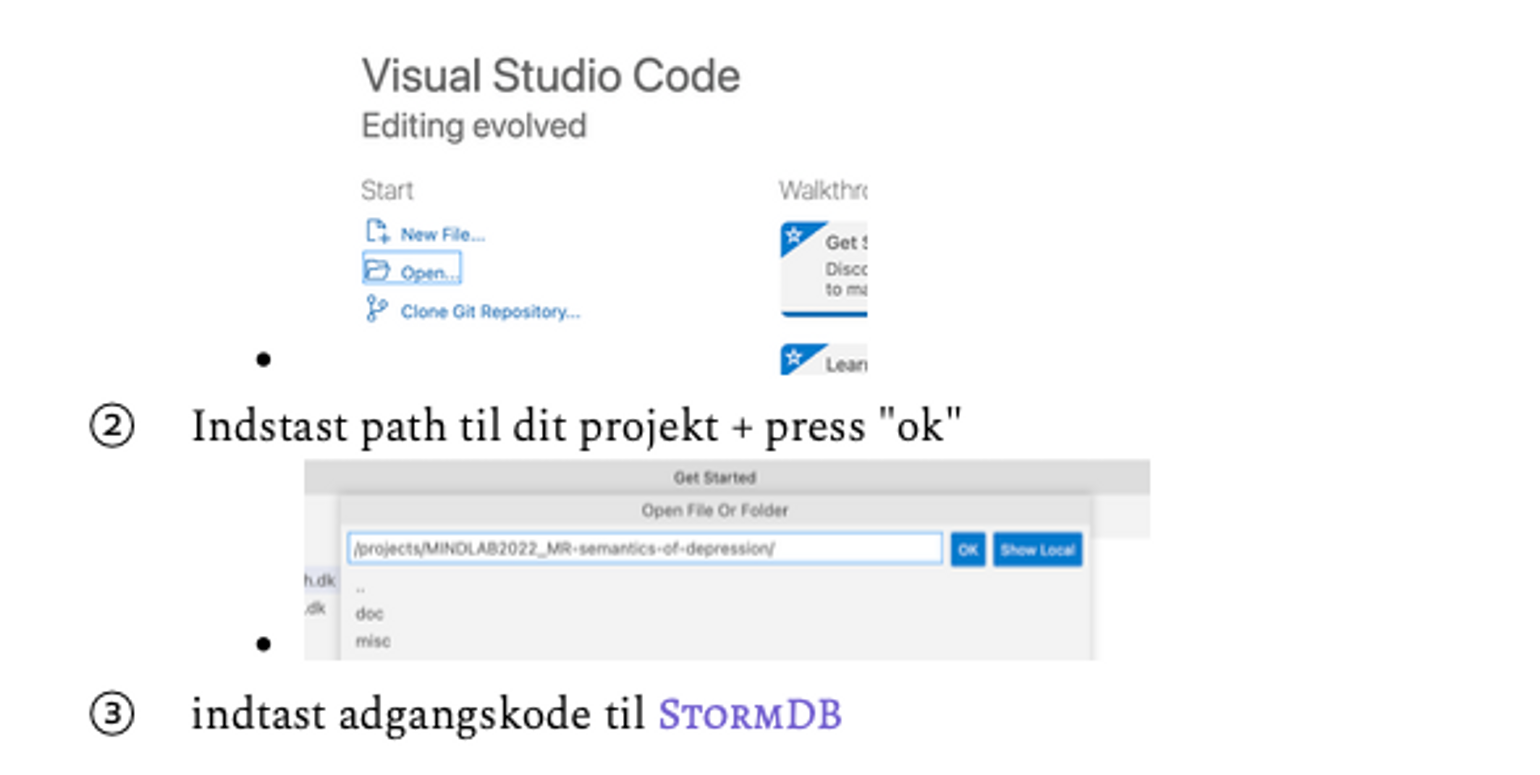 Visual Studio Code
Editing evolved
Start
Walkthr
New File...
Get S
Open...
Disco
to ma
Clone Git Repository...
Learn
② Indstast path til dit projekt + press "ok"
Get Started
Open File Or Folder
/projects/MINDLAB2022_MR-semantics-of-depression/ OK Show Local
h.dk
..
.dk
doc
misc
③ indtast adgangskode til STORMDB